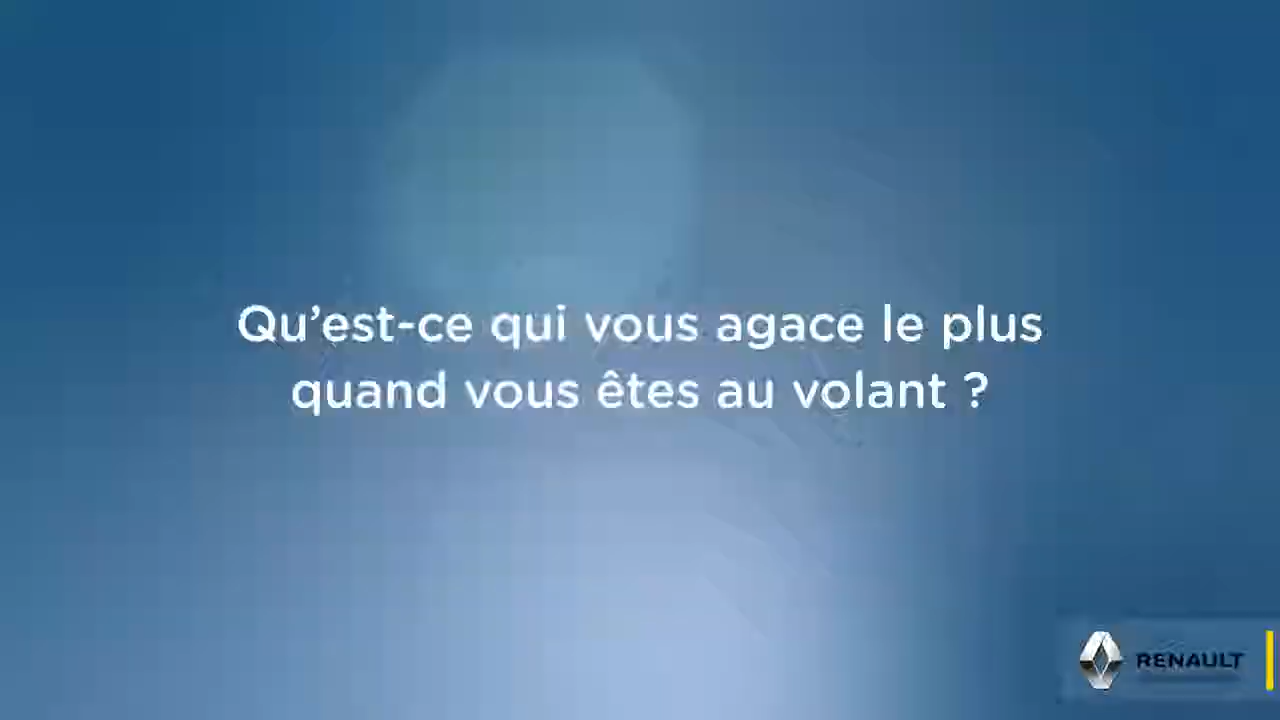 Qu’est-ce qui vous agace le plus
quand vous êtes au volant ?
RENAULT